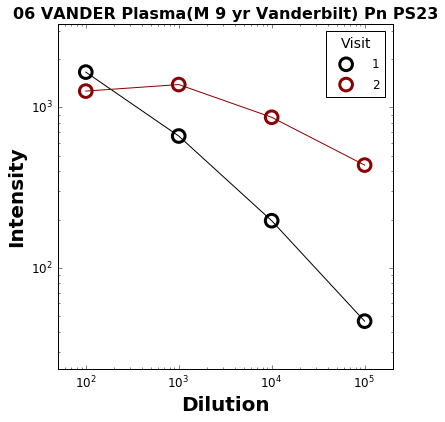 06 VANDER Plasma(M 9 yr Vanderbilt) Pn PS23
Visit
1
2
10³
10²
Intensity
10² 10³ 10⁴ 10⁵
Dilution